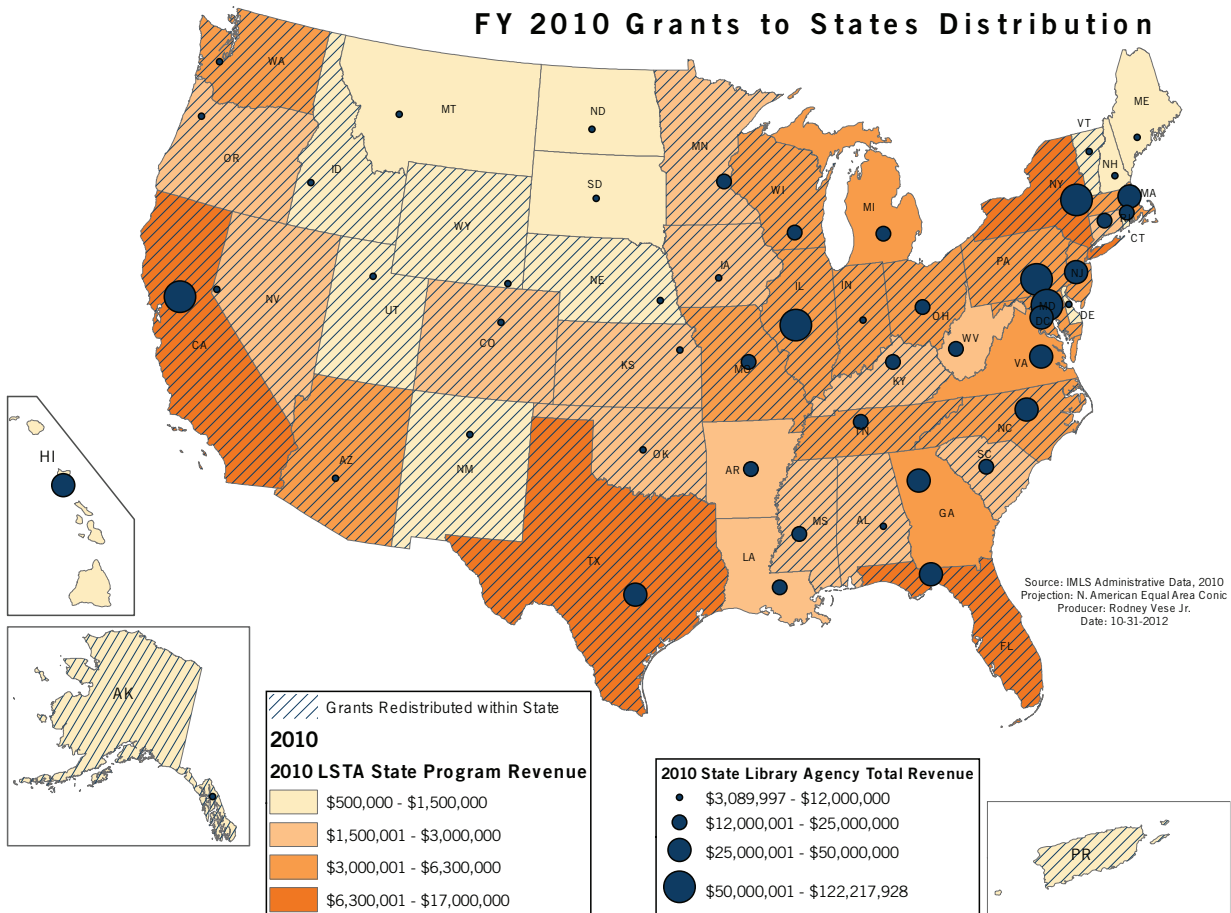 FY 2010 Grants to States Distribution
WA
MT
ND
ME
VT
OR
MN
NH
ID
SD
WI
NY
MA
MI
WY
RI
CT
IA
PA
NE
NJ
NV
IL
IN
OH
MD
UT
DE
DC
CO
WV
CA
VA
KS
MO
KY
NC
TN
HI
AZ
OK
SC
NM
AR
GA
MS
AL
LA
TX
FL
Source: IMLS Administrative Data, 2010
Projection: N. American Equal Area Conic
Producer: Rodney Vese Jr.
Date: 10-31-2012
AK
Grants Redistributed within State
2010
2010 LSTA State Program Revenue
$500,000 - $1,500,000
$1,500,001 - $3,000,000
$3,000,001 - $6,300,000
$6,300,001 - $17,000,000
2010 State Library Agency Total Revenue
$3,089,997 - $12,000,000
$12,000,001 - $25,000,000
$25,000,001 - $50,000,000
$50,000,001 - $122,217,928
PR